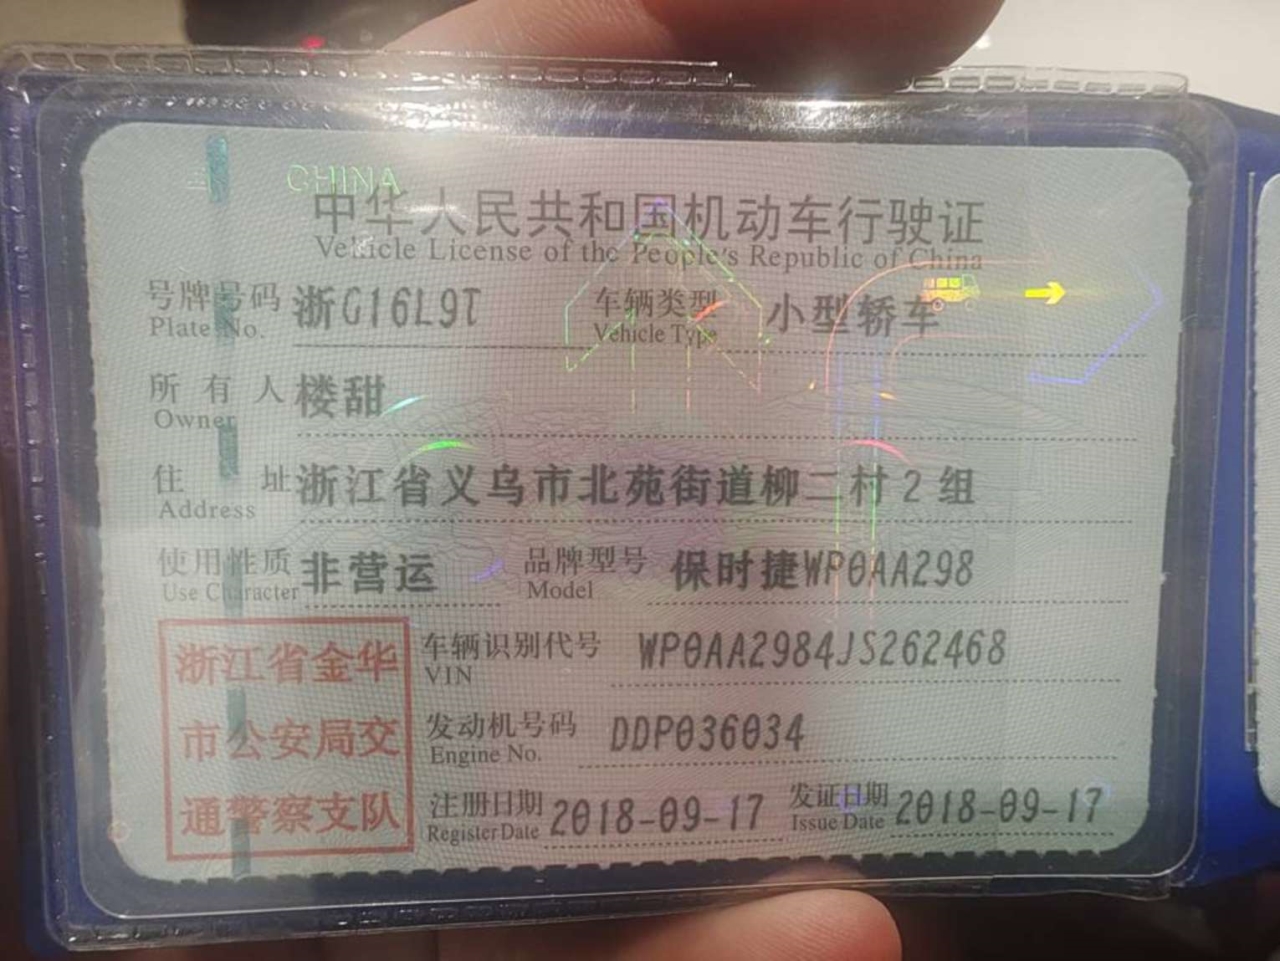 CHINA
中华人民共和国机动车行驶证
Vehicle License of the People's Republic of China
号牌号码 浙G16L9T 车辆类型 小型轿车
Plate No. Vehicle Type
所有人 楼甜
Owner
住址 浙江省义乌市北苑街道柳二村2组
Address
使用性质 非营运 品牌型号 保时捷WP0AA298
Use Character Model
浙江省金华
市公安局交
通警察支队
车辆识别代号 WP0AA2984JS262468
VIN
发动机号码 DDP036034
Engine No.
注册日期 2018-09-17 发证日期 2018-09-17
Register Date Issue Date